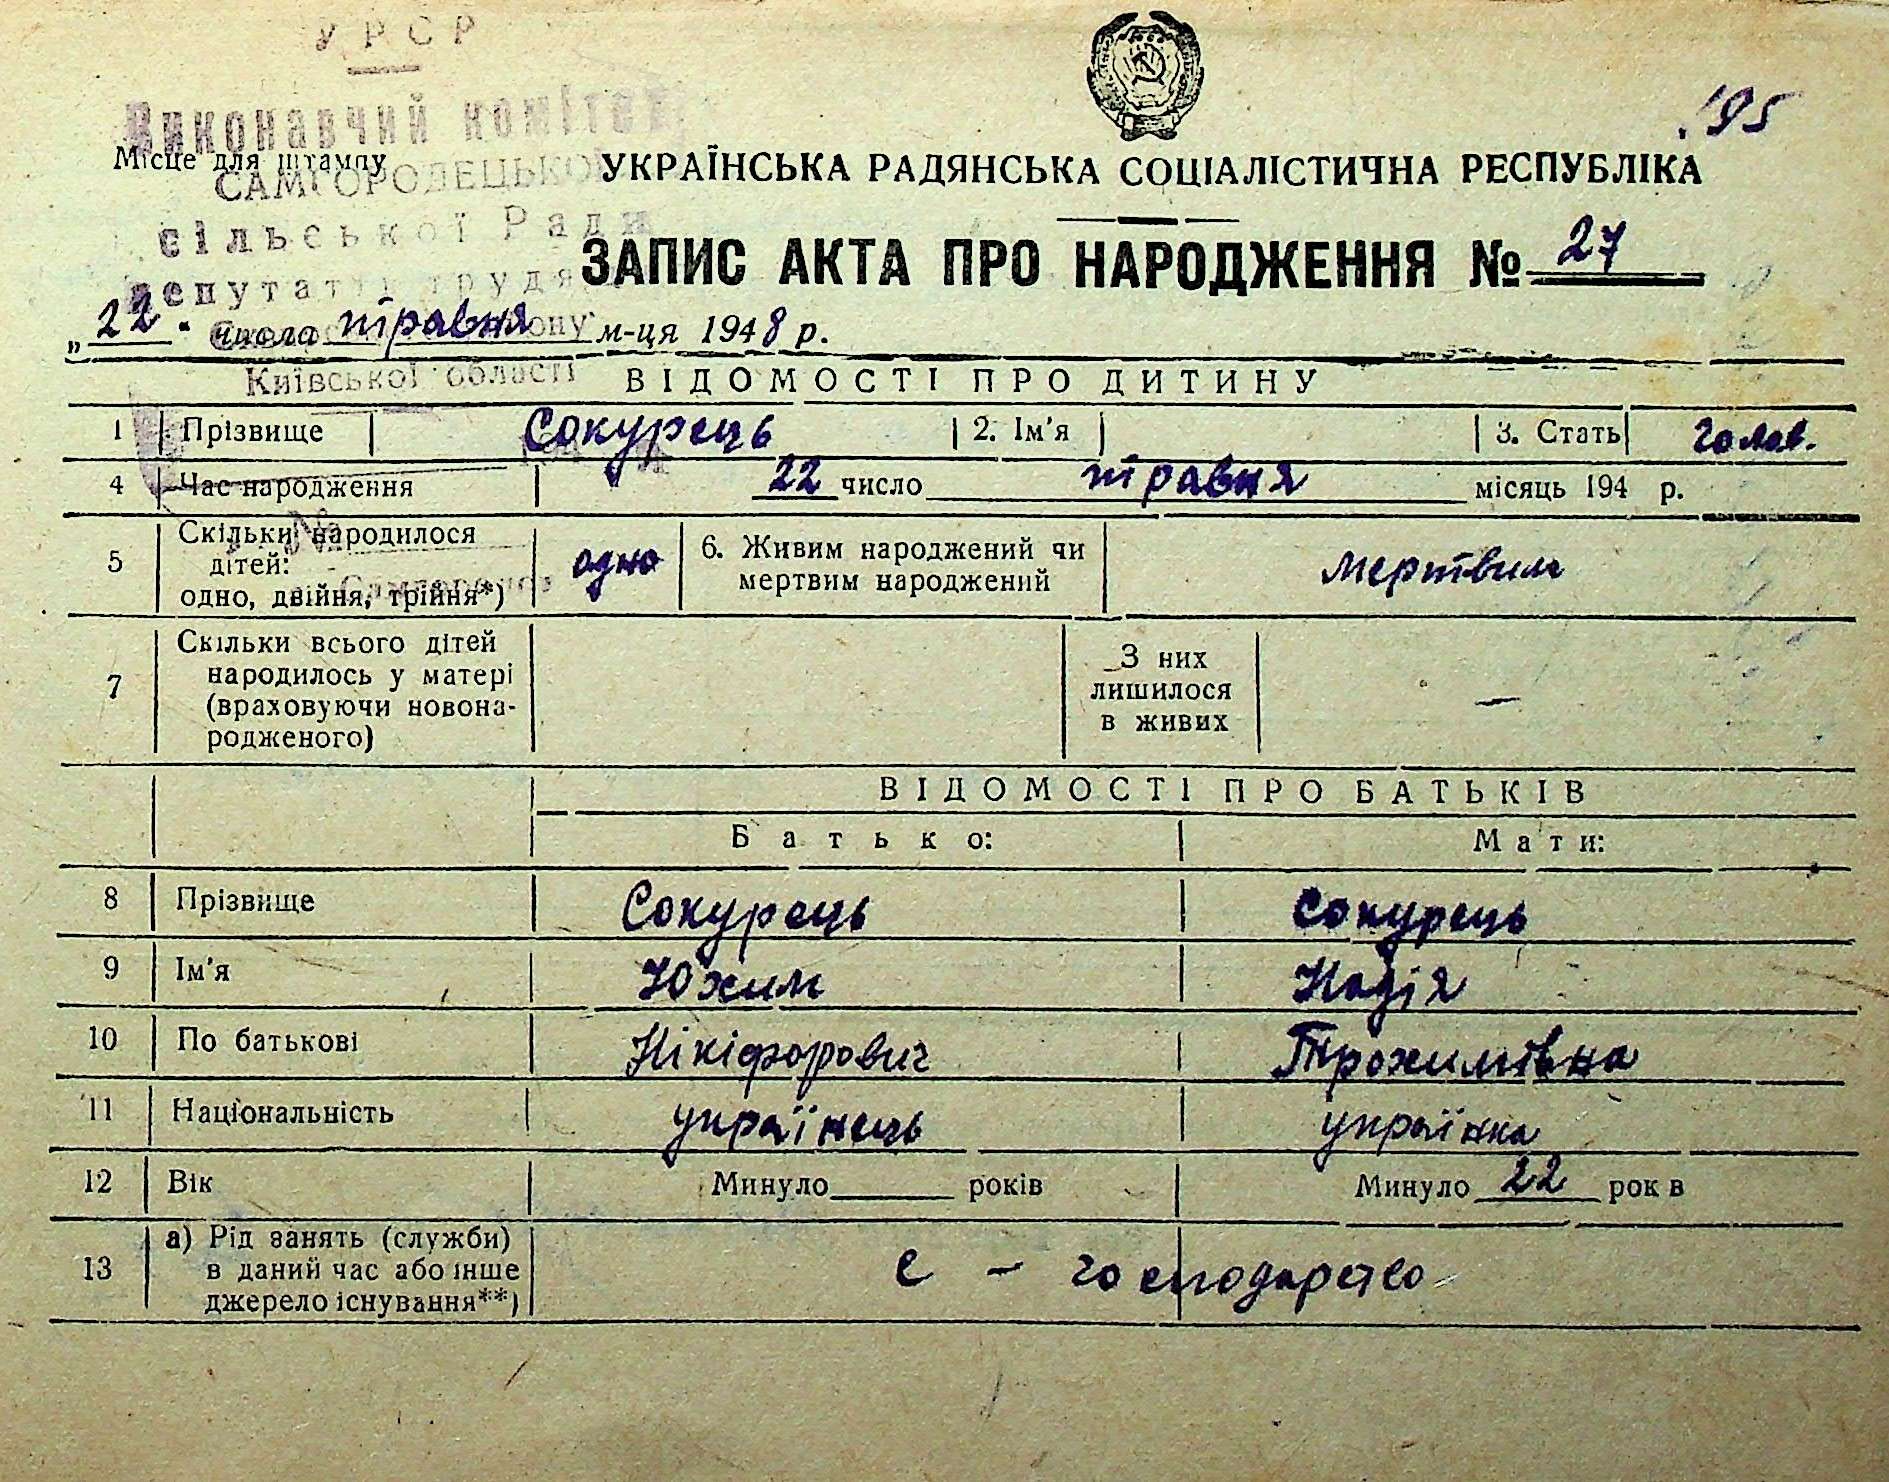 УРСР
Виконавчий комітет
195
Місце для штампу
САМГОРОДЕЦЬКОЇ
УКРАЇНСЬКА РАДЯНСЬКА СОЦІАЛІСТИЧНА РЕСПУБЛІКА
сільської Ради
ЗАПИС АКТА ПРО НАРОДЖЕННЯ № 27
депутатів трудя
„22" числа травня м-ця 1948 р.
Київської області
ВІДОМОСТІ ПРО ДИТИНУ
1 Прізвище Сокурець 2. Ім'я 3. Стать
4 Час народження 22 число травня місяць 194 р.
5 Скільки народилося дітей: одно, двійня, трійня*) одно 6. Живим народжений чи мертвим народжений мертвим
7 Скільки всього дітей народилось у матері (враховуючи новонародженого) З них лишилося в живих —
ВІДОМОСТІ ПРО БАТЬКІВ
Батько: Мати:
8 Прізвище Сокурець Сокурець
9 Ім'я Юхим Надія
10 По батькові Нікіфорович Трохимівна
11 Національність українець українка
12 Вік Минуло років Минуло 22 рок в
13 а) Рід занять (служби) в даний час або інше джерело існування**) с - господарство